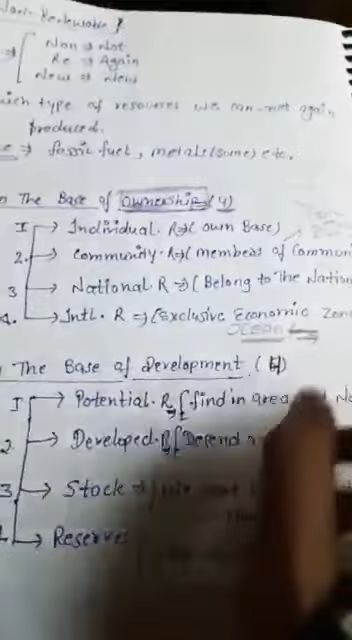 Non-Renewable R
Non → Not
Re → Again
New → New
which type of resources we can-not again
produced.
e → fossil fuel, metals(some) etc.
n The Base of Ownership (4)
I → Individual. R → (own Base)
2. → Community. R → (members of Commun
3 → National. R → (Belong to The Nation
4. → Intl. R → (Exclusive Economic Zon
OCEAN
The Base of Development (4)
I → Potential. R → [find in area
2. → Developed. R [Depend
3 → Stock →
→ Reserves